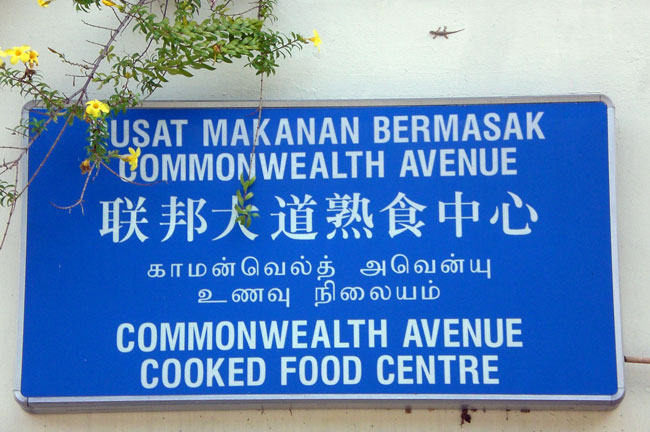 PUSAT MAKANAN BERMASAK
COMMONWEALTH AVENUE
联邦大道熟食中心
காமன்வெல்த் அவென்யு
உணவு நிலையம்
COMMONWEALTH AVENUE
COOKED FOOD CENTRE